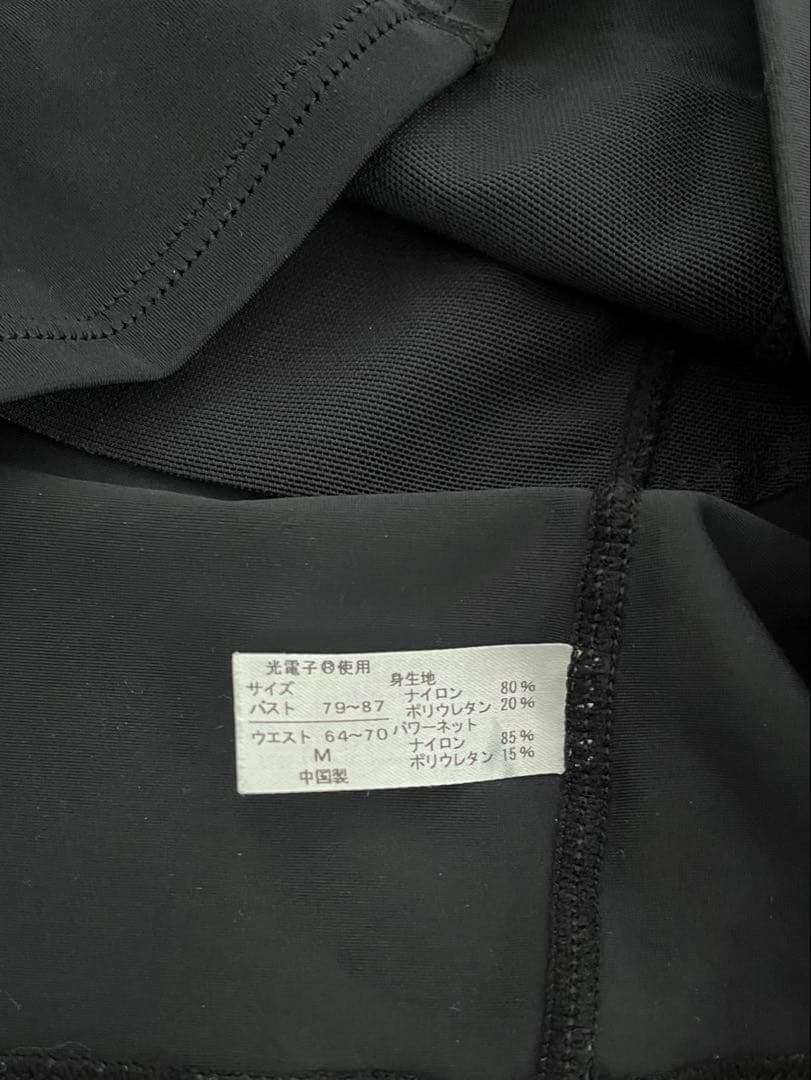 光電子®使用
サイズ
バスト 79~87
ウエスト 64~70
M
中国製
身生地
ナイロン 80%
ポリウレタン 20%
パワーネット
ナイロン 85%
ポリウレタン 15%